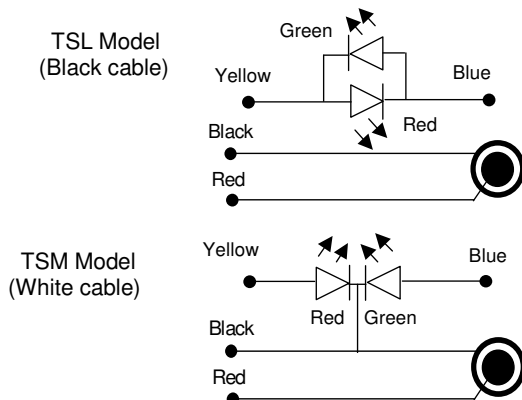 TSL Model
(Black cable)
Green
Yellow
Blue
Red
Black
Red
TSM Model
(White cable)
Yellow
Blue
Red Green
Black
Red